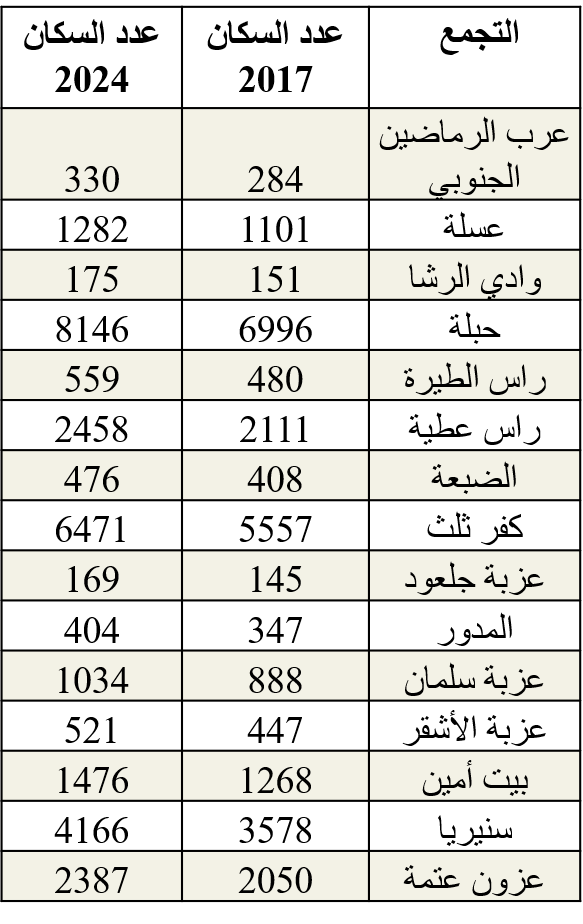 التجمع عدد السكان 2017 عدد السكان 2024
عرب الرماضين الجنوبي 284 330
عسلة 1101 1282
وادي الرشا 151 175
حبلة 6996 8146
راس الطيرة 480 559
راس عطية 2111 2458
الضبعة 408 476
كفر ثلث 5557 6471
عزبة جلعود 145 169
المدور 347 404
عزبة سلمان 888 1034
عزبة الأشقر 447 521
بيت أمين 1268 1476
سنيريا 3578 4166
عزون عتمة 2050 2387